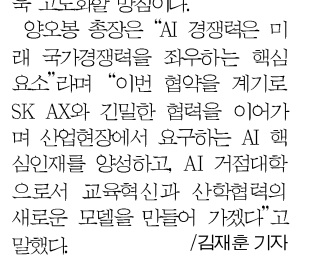 욱 고도화할 방침이다.
양오봉 총장은 “AI 경쟁력은 미
래 국가경쟁력을 좌우하는 핵심
요소”라며 “이번 협약을 계기로
SK AX와 긴밀한 협력을 이어가
며 산업현장에서 요구하는 AI 핵
심인재를 양성하고, AI 거점대학
으로서 교육혁신과 산학협력의
새로운 모델을 만들어 가겠다”고
말했다. /김재훈 기자